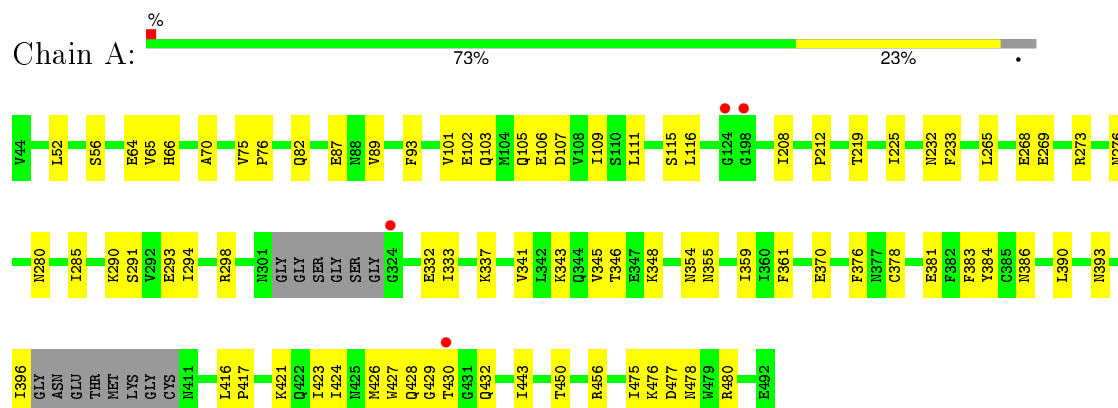 %
Chain A:
73% 23% •
V44 L52 S56 E64 V65 H66 A70 V75 P76 Q82 E87 N88 V89 F93 V101 E102 Q103 M104 Q105 E106 D107 V108 I109 S110 L111 S115 L116 G124 G198 I208 P212 T219 I225 N232 F233 L265 E268 E269 R273 N276
N280 I285 K290 S291 V292 E293 I294 R298 N301 GLY GLY SER GLY SER GLY G324 E332 I333 K337 V341 L342 K343 Q344 V345 T346 E347 K348 N354 N355 I359 I360 F361 E370 F376 N377 C378 E381 F382 F383 Y384 C385 N386 L390 N393
I396 GLY ASN GLU THR MET LYS GLY CYS N411 L416 P417 K421 Q422 I423 I424 N425 M426 W427 Q428 G429 T430 G431 Q432 I443 T450 R456 I475 K476 D477 N478 W479 R480 E492